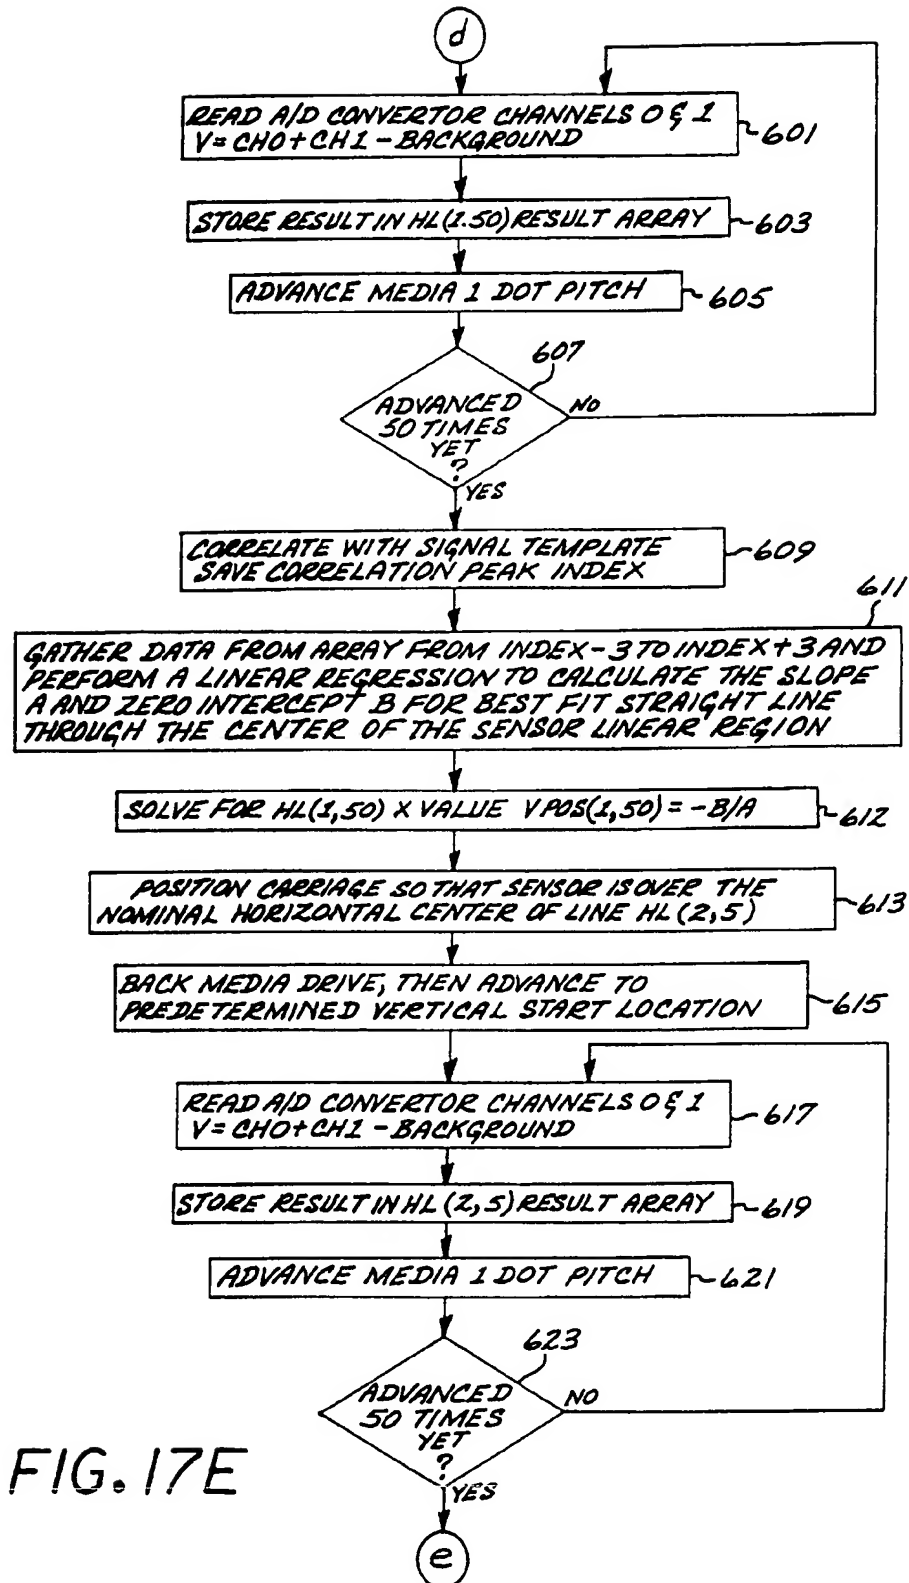 d
READ A/D CONVERTOR CHANNELS 0 & 1
V = CH0 + CH1 - BACKGROUND
601
STORE RESULT IN HL(1.50) RESULT ARRAY
603
ADVANCE MEDIA 1 DOT PITCH
605
607
ADVANCED
50 TIMES
YET
?
NO
YES
CORRELATE WITH SIGNAL TEMPLATE
SAVE CORRELATION PEAK INDEX
609
611
GATHER DATA FROM ARRAY FROM INDEX-3 TO INDEX+3 AND
PERFORM A LINEAR REGRESSION TO CALCULATE THE SLOPE
A AND ZERO INTERCEPT B FOR BEST FIT STRAIGHT LINE
THROUGH THE CENTER OF THE SENSOR LINEAR REGION
SOLVE FOR HL(1,50) X VALUE VPOS(1,50) = -B/A
612
POSITION CARRIAGE SO THAT SENSOR IS OVER THE
NOMINAL HORIZONTAL CENTER OF LINE HL(2,5)
613
BACK MEDIA DRIVE, THEN ADVANCE TO
PREDETERMINED VERTICAL START LOCATION
615
READ A/D CONVERTOR CHANNELS 0 & 1
V = CH0 + CH1 - BACKGROUND
617
STORE RESULT IN HL(2,5) RESULT ARRAY
619
ADVANCE MEDIA 1 DOT PITCH
621
623
ADVANCED
50 TIMES
YET
?
NO
YES
FIG. 17E
e